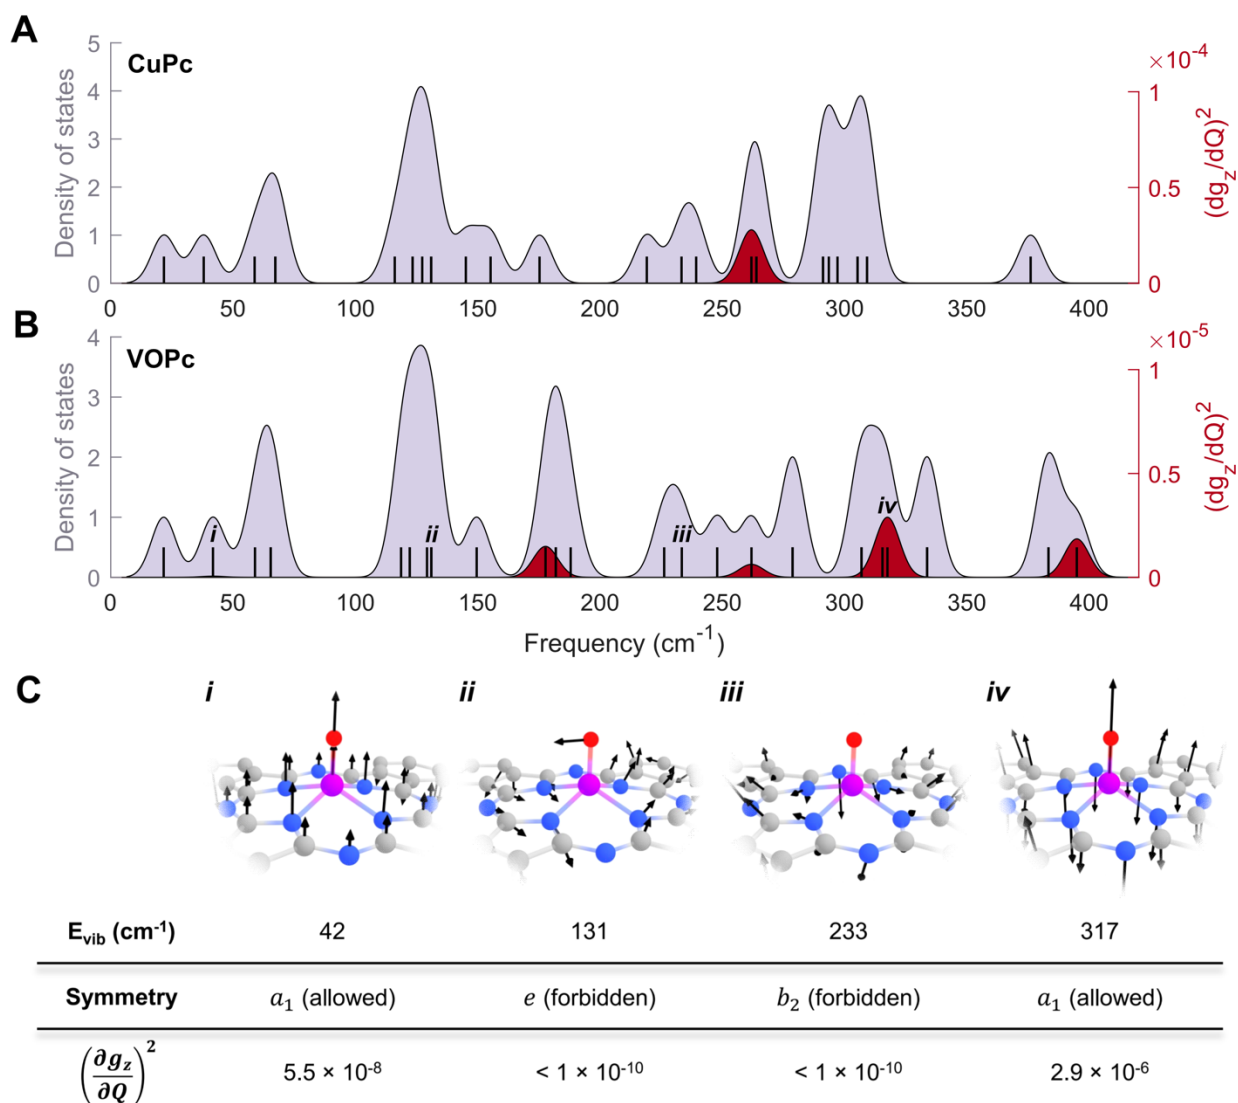 A
CuPc
Density of states
5
4
3
2
1
0
×10⁻⁴
1
0.5
0
(dg_z/dQ)²
0 50 100 150 200 250 300 350 400
B
VOPc
Density of states
4
3
2
1
0
×10⁻⁵
1
0.5
0
(dg_z/dQ)²
i ii iii iv
0 50 100 150 200 250 300 350 400
Frequency (cm⁻¹)
C
i ii iii iv
E_vib (cm⁻¹) 42 131 233 317
Symmetry a₁ (allowed) e (forbidden) b₂ (forbidden) a₁ (allowed)
(∂g_z/∂Q)² 5.5 × 10⁻⁸ < 1 × 10⁻¹⁰ < 1 × 10⁻¹⁰ 2.9 × 10⁻⁶